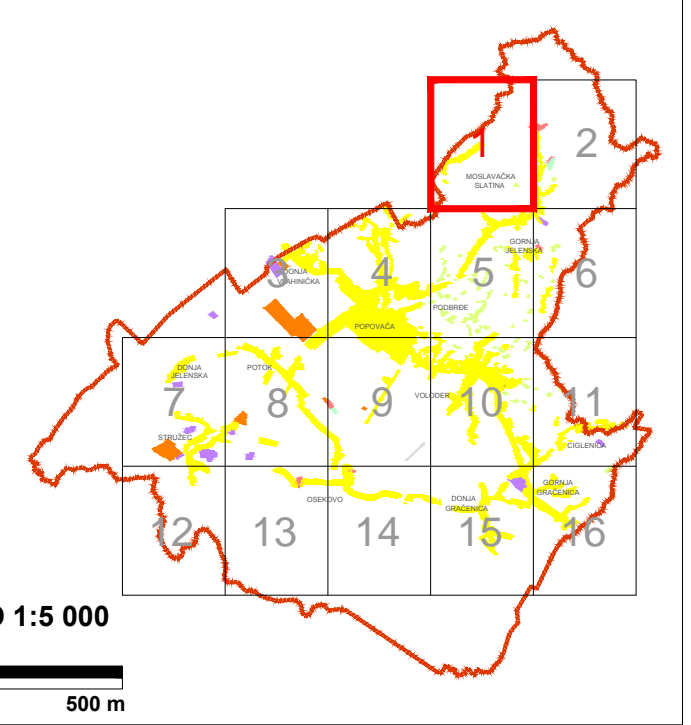 1
2
MOSLAVAČKA
SLATINA
GORNJA
JELENSKA
3
DONJA
VLAHINIČKA
4
5
6
PODBRĐE
POPOVAČA
DONJA
JELENSKA
POTOK
7
8
9
VOLODER
10
11
STRUŽEC
CIGLENICA
OSEKOVO
DONJA
GRAČENICA
GORNJA
GRAČENICA
12
13
14
15
16
1:5 000
500 m